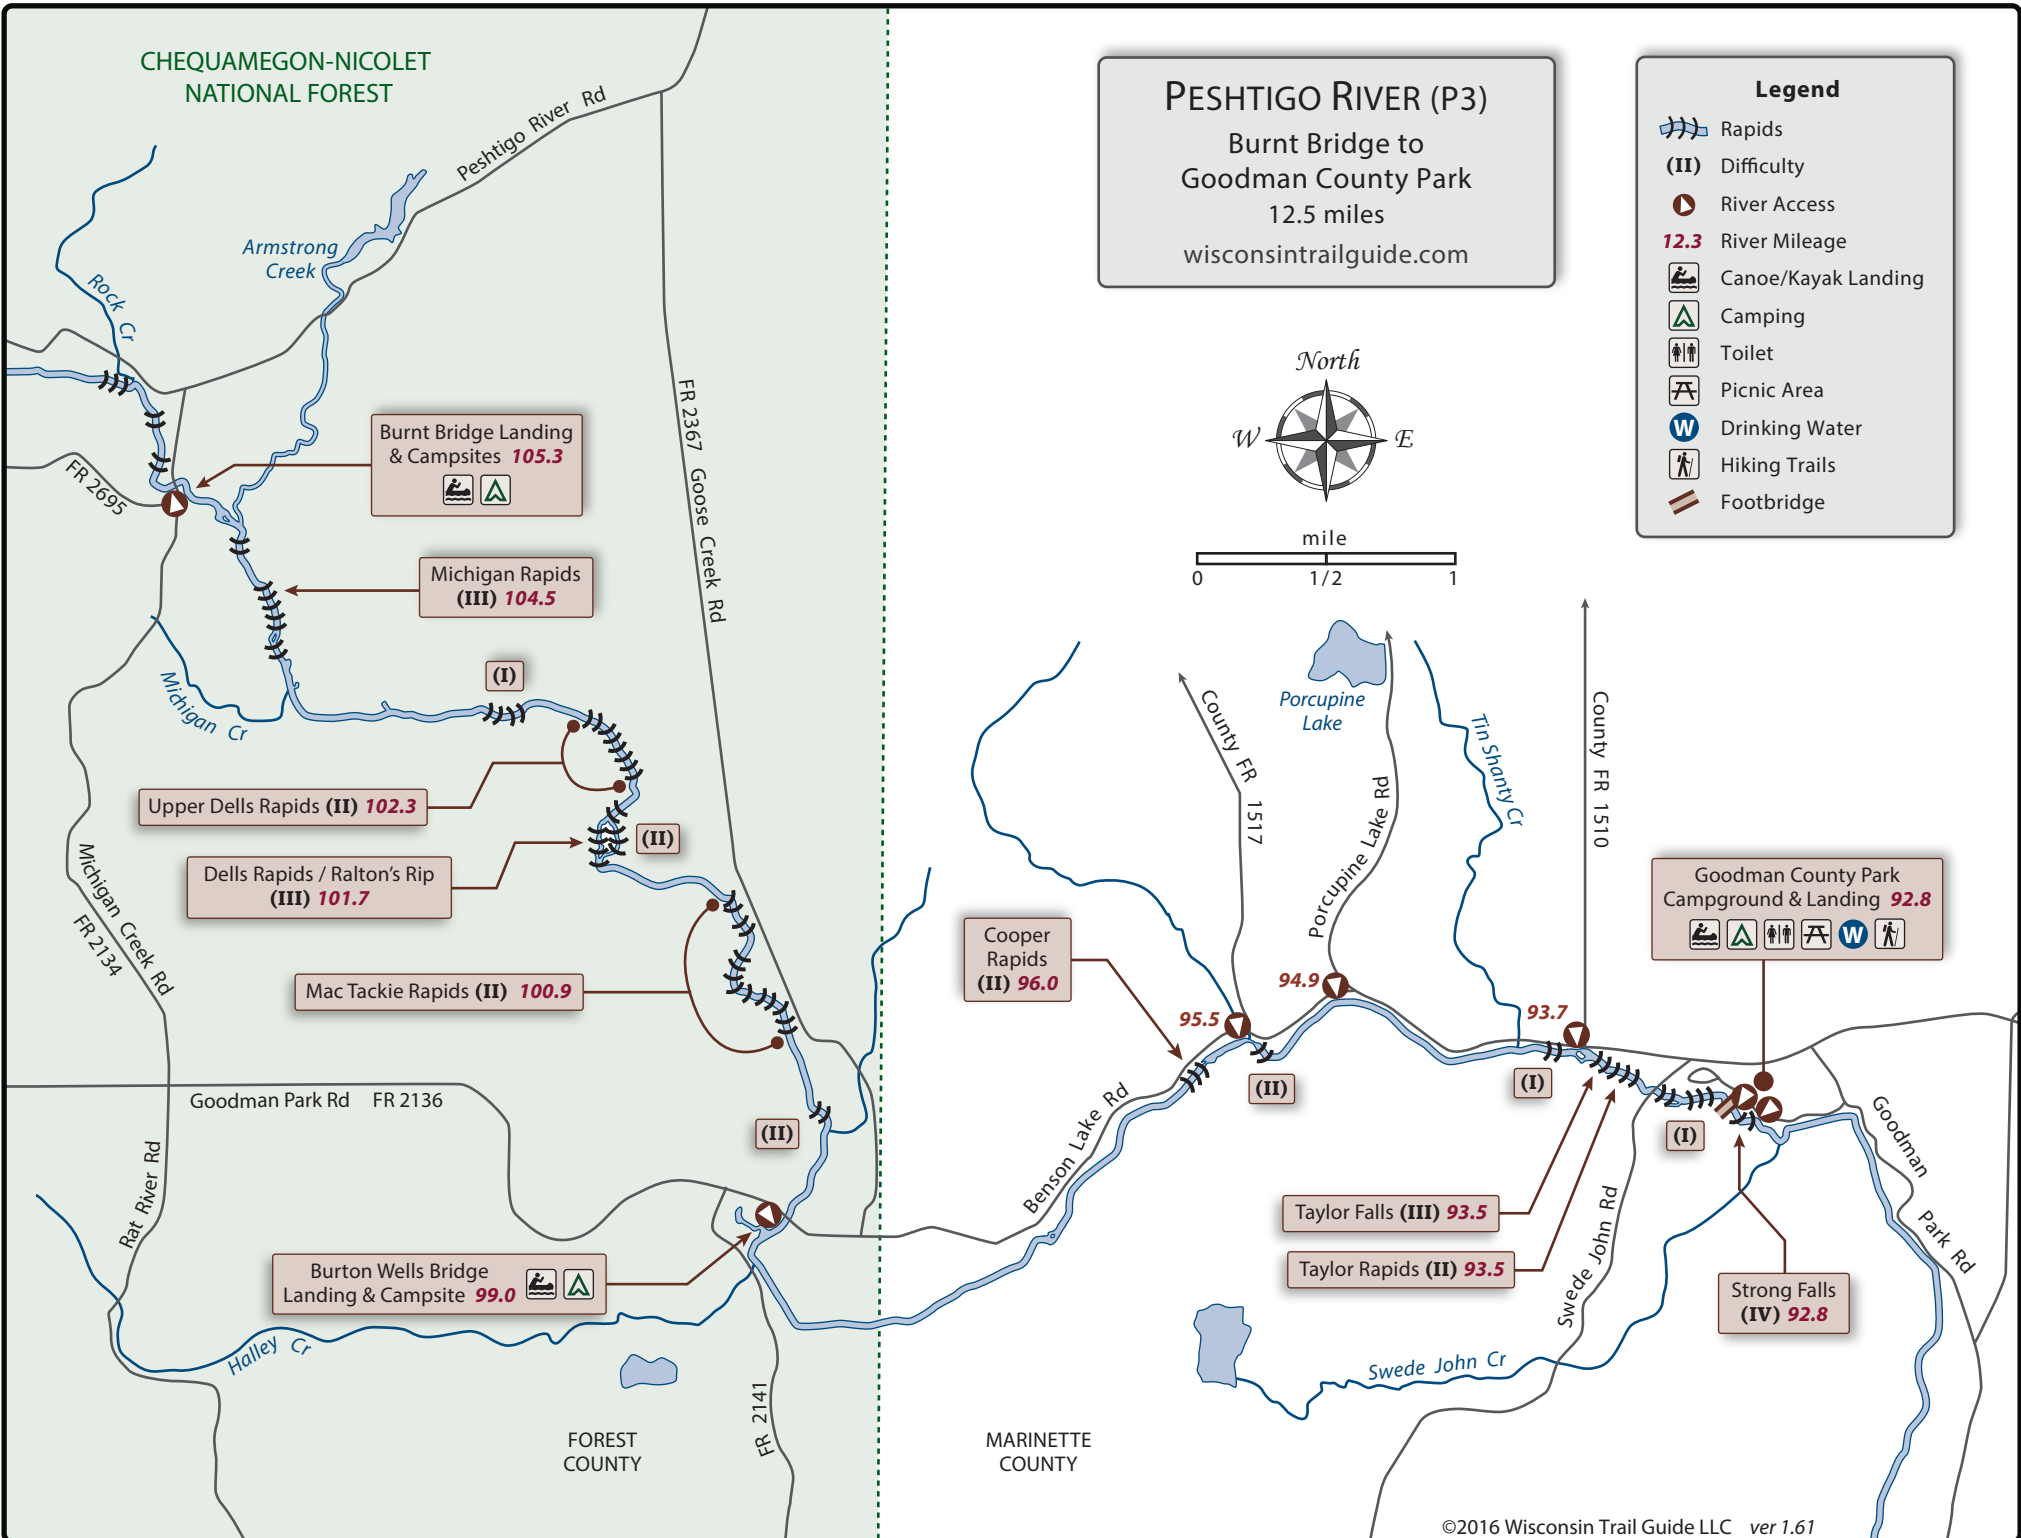 CHEQUAMEGON-NICOLET
NATIONAL FOREST
PESHTIGO RIVER (P3)
Burnt Bridge to
Goodman County Park
12.5 miles
wisconsintrailguide.com
Legend
Rapids
(II) Difficulty
River Access
12.3 River Mileage
Canoe/Kayak Landing
Camping
Toilet
Picnic Area
W Drinking Water
Hiking Trails
Footbridge
North
W
E
mile
0 1/2 1
Peshtigo River Rd
Armstrong
Creek
Rock Cr
FR 2695
Burnt Bridge Landing
& Campsites 105.3
FR 2367 Goose Creek Rd
Michigan Rapids
(III) 104.5
(I)
Michigan Cr
Upper Dells Rapids (II) 102.3
(II)
Dells Rapids / Ralton's Rip
(III) 101.7
Michigan Creek Rd
FR 2134
Mac Tackie Rapids (II) 100.9
Goodman Park Rd FR 2136
(II)
Rat River Rd
Burton Wells Bridge
Landing & Campsite 99.0
Halley Cr
FR 2141
FOREST
COUNTY
MARINETTE
COUNTY
Porcupine
Lake
County FR 1517
Porcupine Lake Rd
Tin Shanty Cr
County FR 1510
Cooper
Rapids
(II) 96.0
95.5
94.9
93.7
(II)
(I)
(I)
Benson Lake Rd
Goodman County Park
Campground & Landing 92.8
W
Goodman Park Rd
Taylor Falls (III) 93.5
Taylor Rapids (II) 93.5
Swede John Rd
Strong Falls
(IV) 92.8
Swede John Cr
©2016 Wisconsin Trail Guide LLC ver 1.61